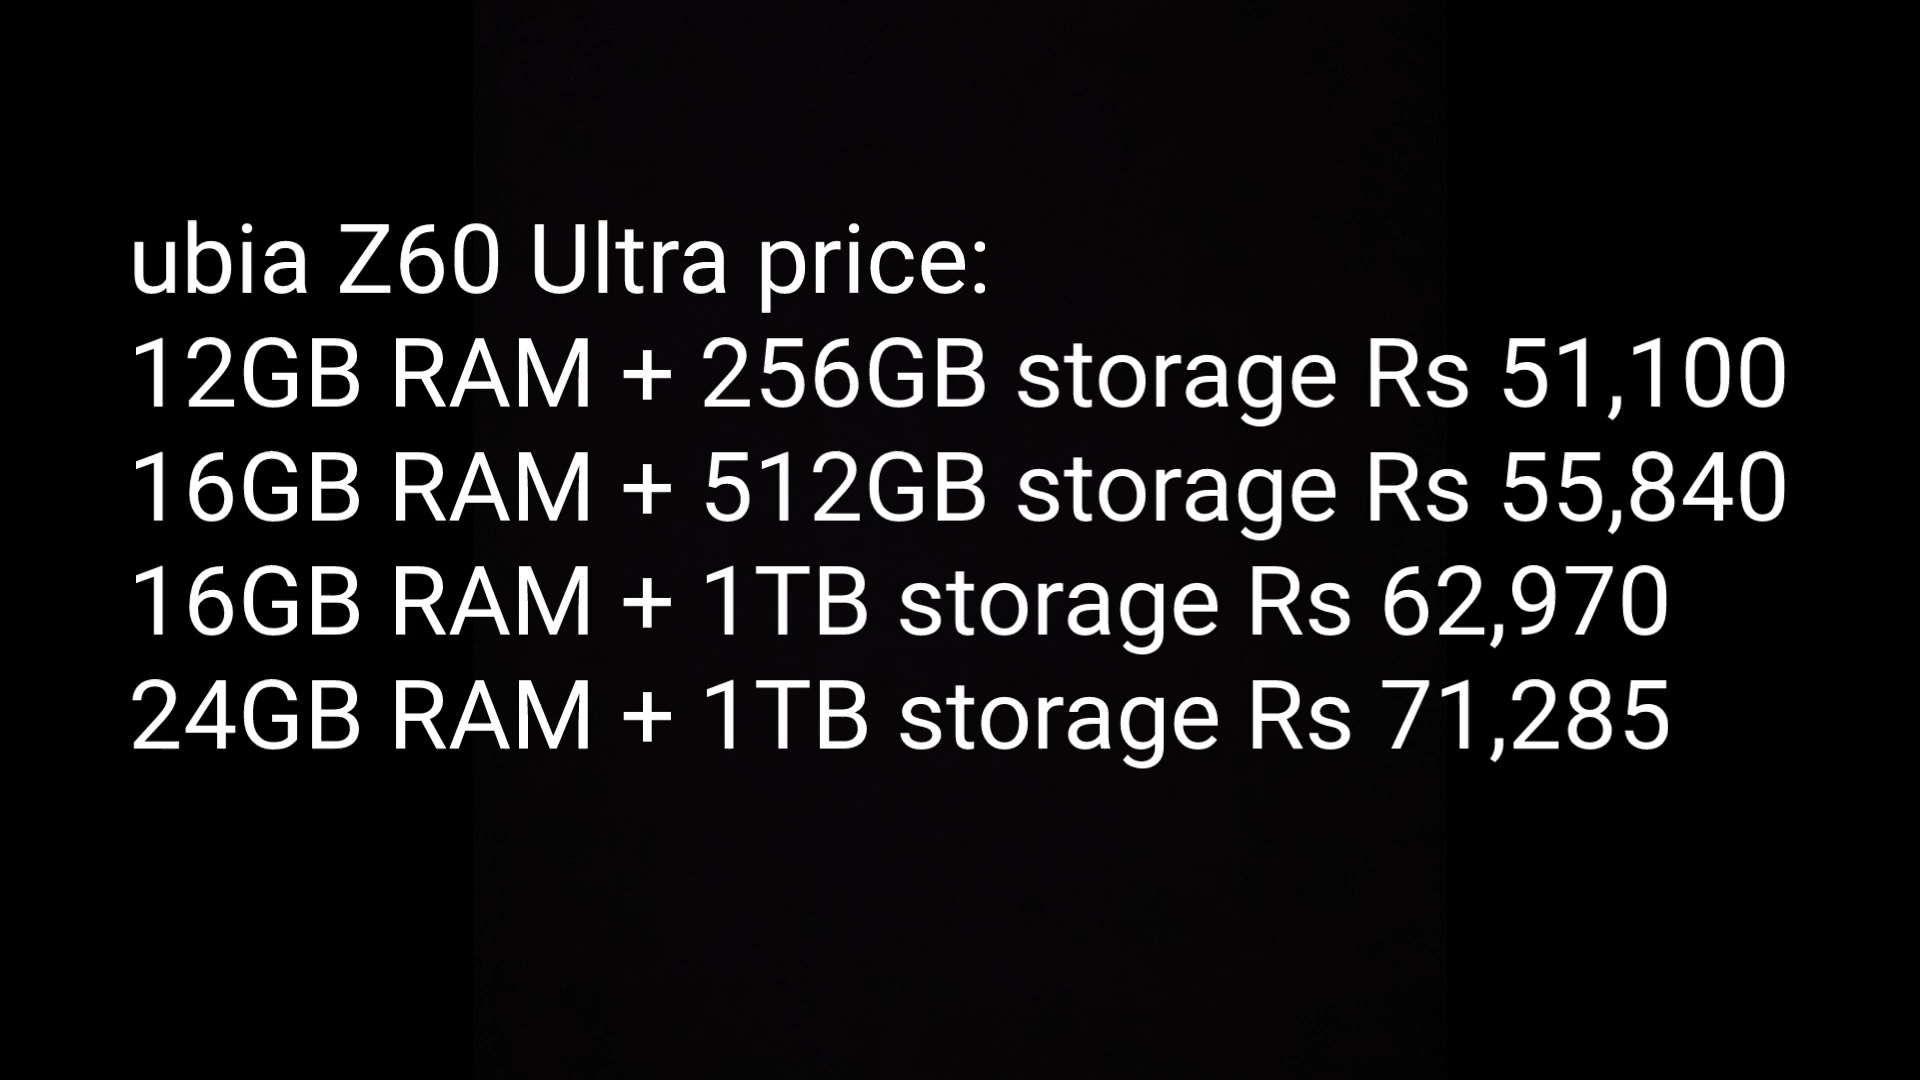 ubia Z60 Ultra price:
12GB RAM + 256GB storage Rs 51,100
16GB RAM + 512GB storage Rs 55,840
16GB RAM + 1TB storage Rs 62,970
24GB RAM + 1TB storage Rs 71,285